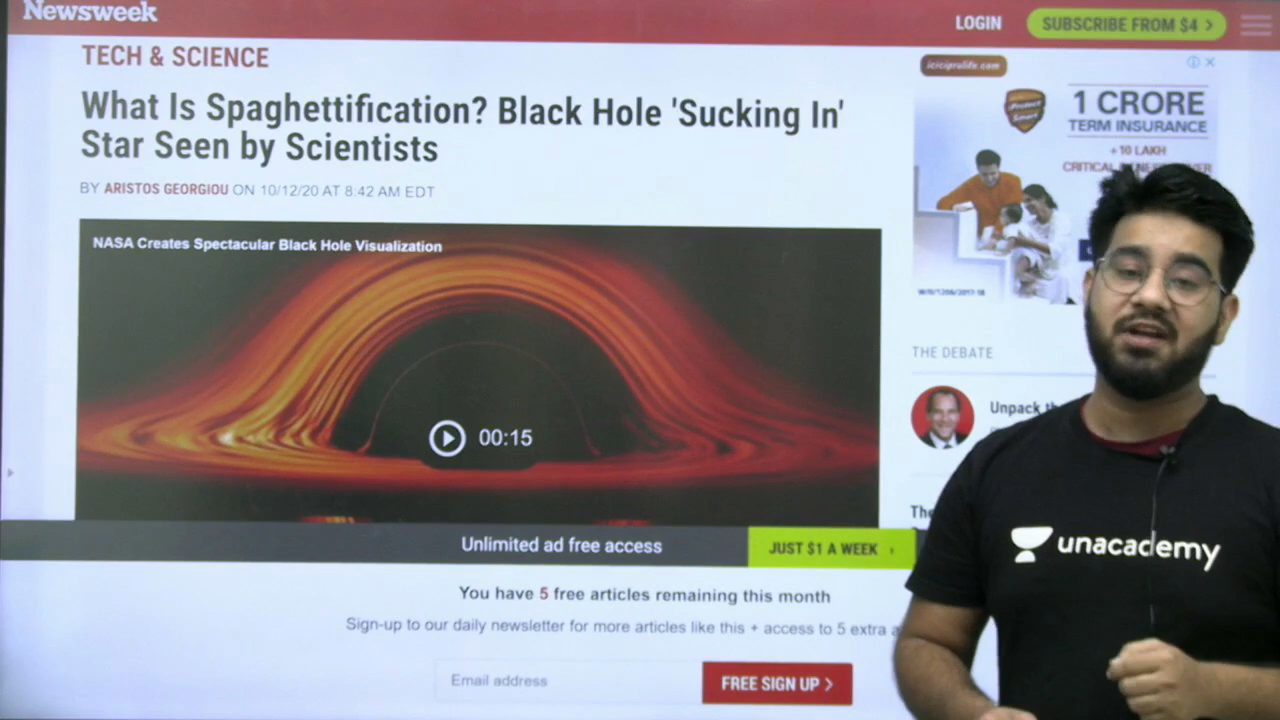 Newsweek
LOGIN
SUBSCRIBE FROM $4 >
TECH & SCIENCE
What Is Spaghettification? Black Hole 'Sucking In'
Star Seen by Scientists
BY ARISTOS GEORGIOU ON 10/12/20 AT 8:42 AM EDT
NASA Creates Spectacular Black Hole Visualization
00:15
iciciprulife.com
1 CRORE
TERM INSURANCE
+10 LAKH
CRITICAL
THE DEBATE
Unpack
The
Unlimited ad free access
JUST $1 A WEEK ›
You have 5 free articles remaining this month
Sign-up to our daily newsletter for more articles like this + access to 5 extra a
Email address
FREE SIGN UP >
unacademy